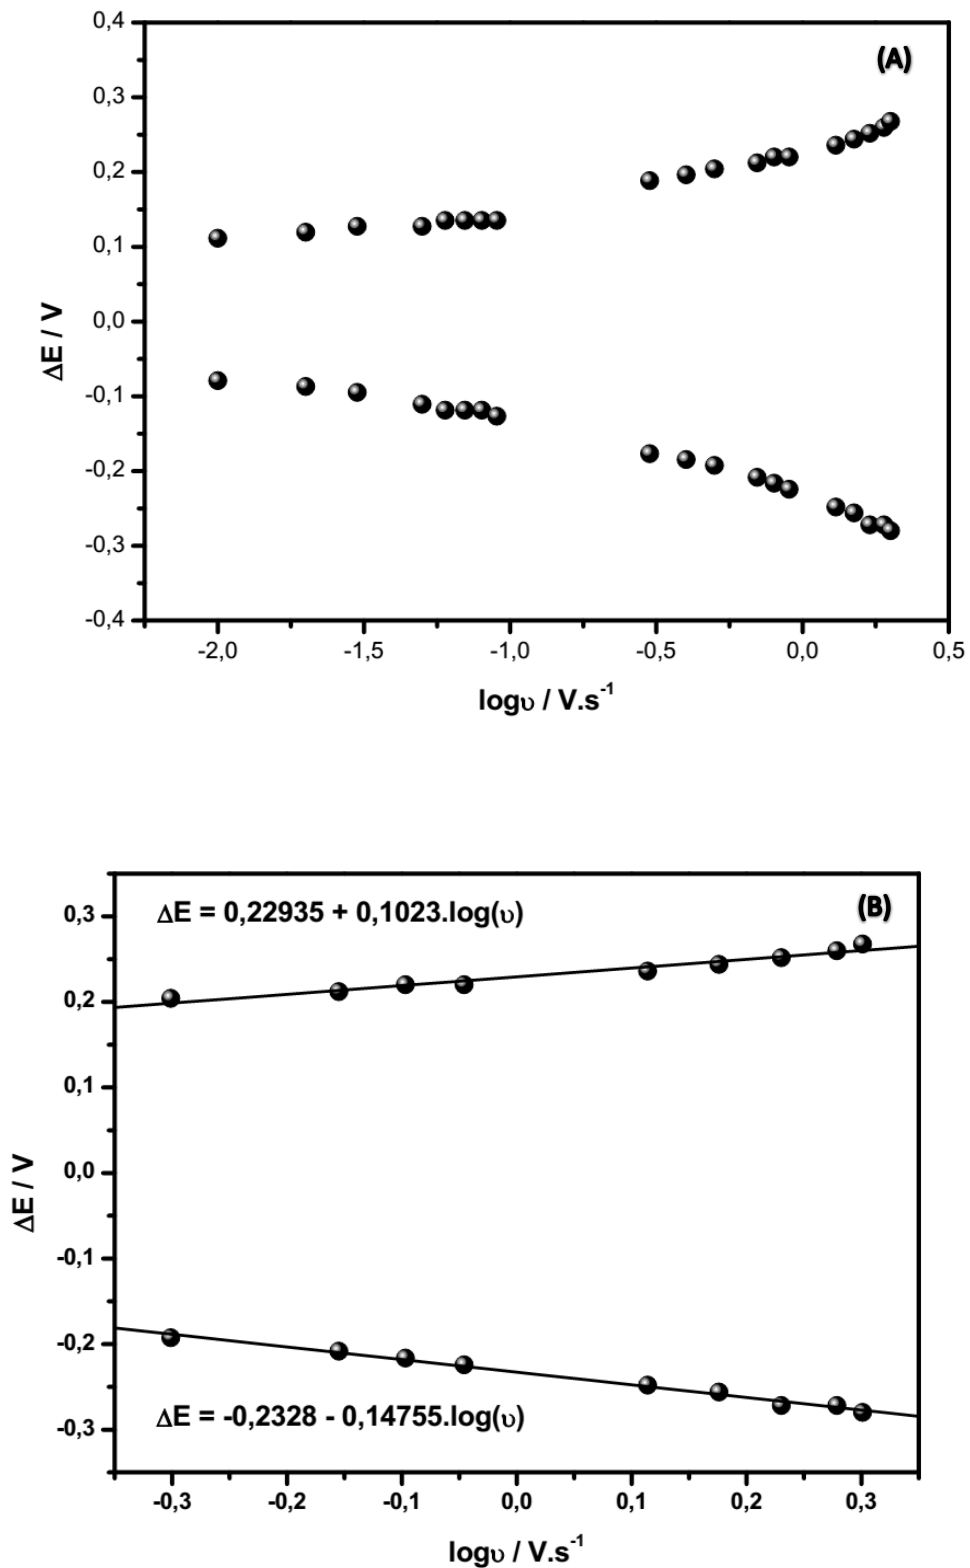 (A)
ΔE / V
0,4
0,3
0,2
0,1
0,0
-0,1
-0,2
-0,3
-0,4
-2,0 -1,5 -1,0 -0,5 0,0 0,5
logυ / V.s⁻¹
ΔE = 0,22935 + 0,1023.log(υ)
(B)
ΔE / V
0,3
0,2
0,1
0,0
-0,1
-0,2
-0,3
ΔE = -0,2328 - 0,14755.log(υ)
-0,3 -0,2 -0,1 0,0 0,1 0,2 0,3
logυ / V.s⁻¹